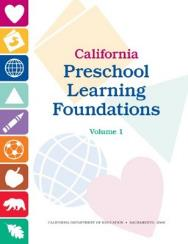 California
Preschool
Learning
Foundations
Volume 1
CALIFORNIA DEPARTMENT OF EDUCATION • SACRAMENTO, 2008